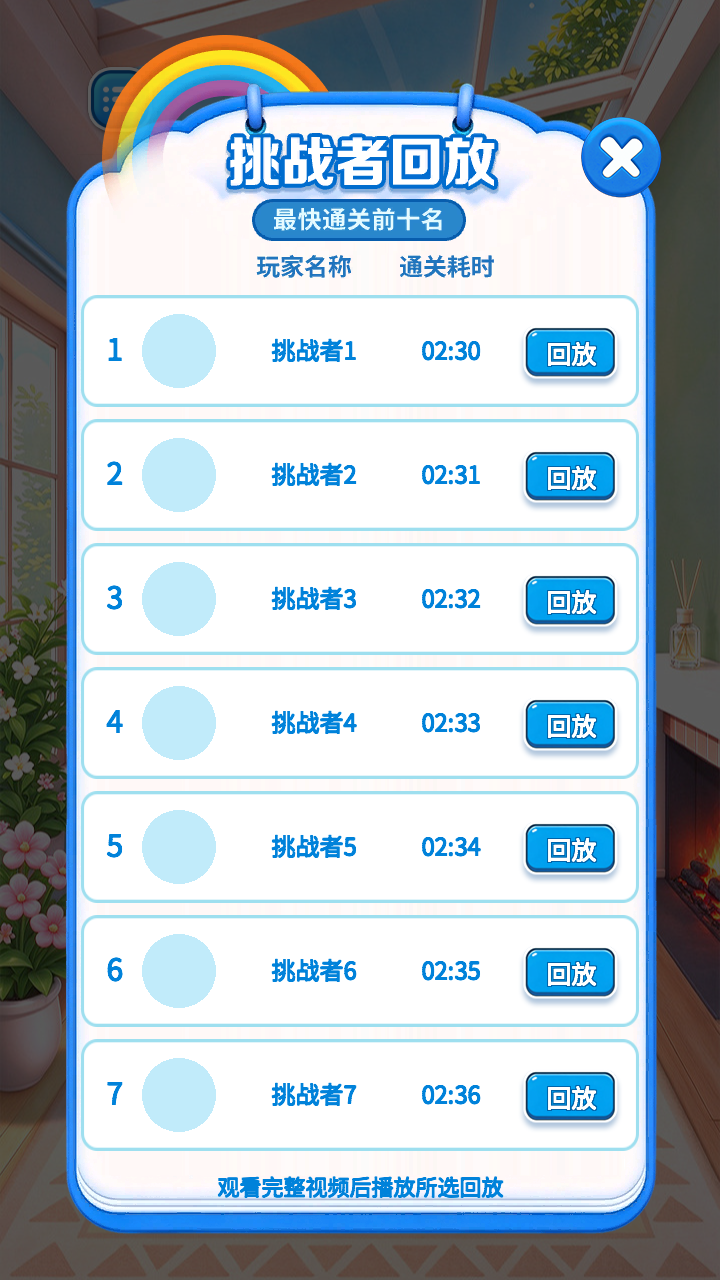 挑战者回放
最快通关前十名
玩家名称 通关耗时
1 挑战者1 02:30 回放
2 挑战者2 02:31 回放
3 挑战者3 02:32 回放
4 挑战者4 02:33 回放
5 挑战者5 02:34 回放
6 挑战者6 02:35 回放
7 挑战者7 02:36 回放
观看完整视频后播放所选回放